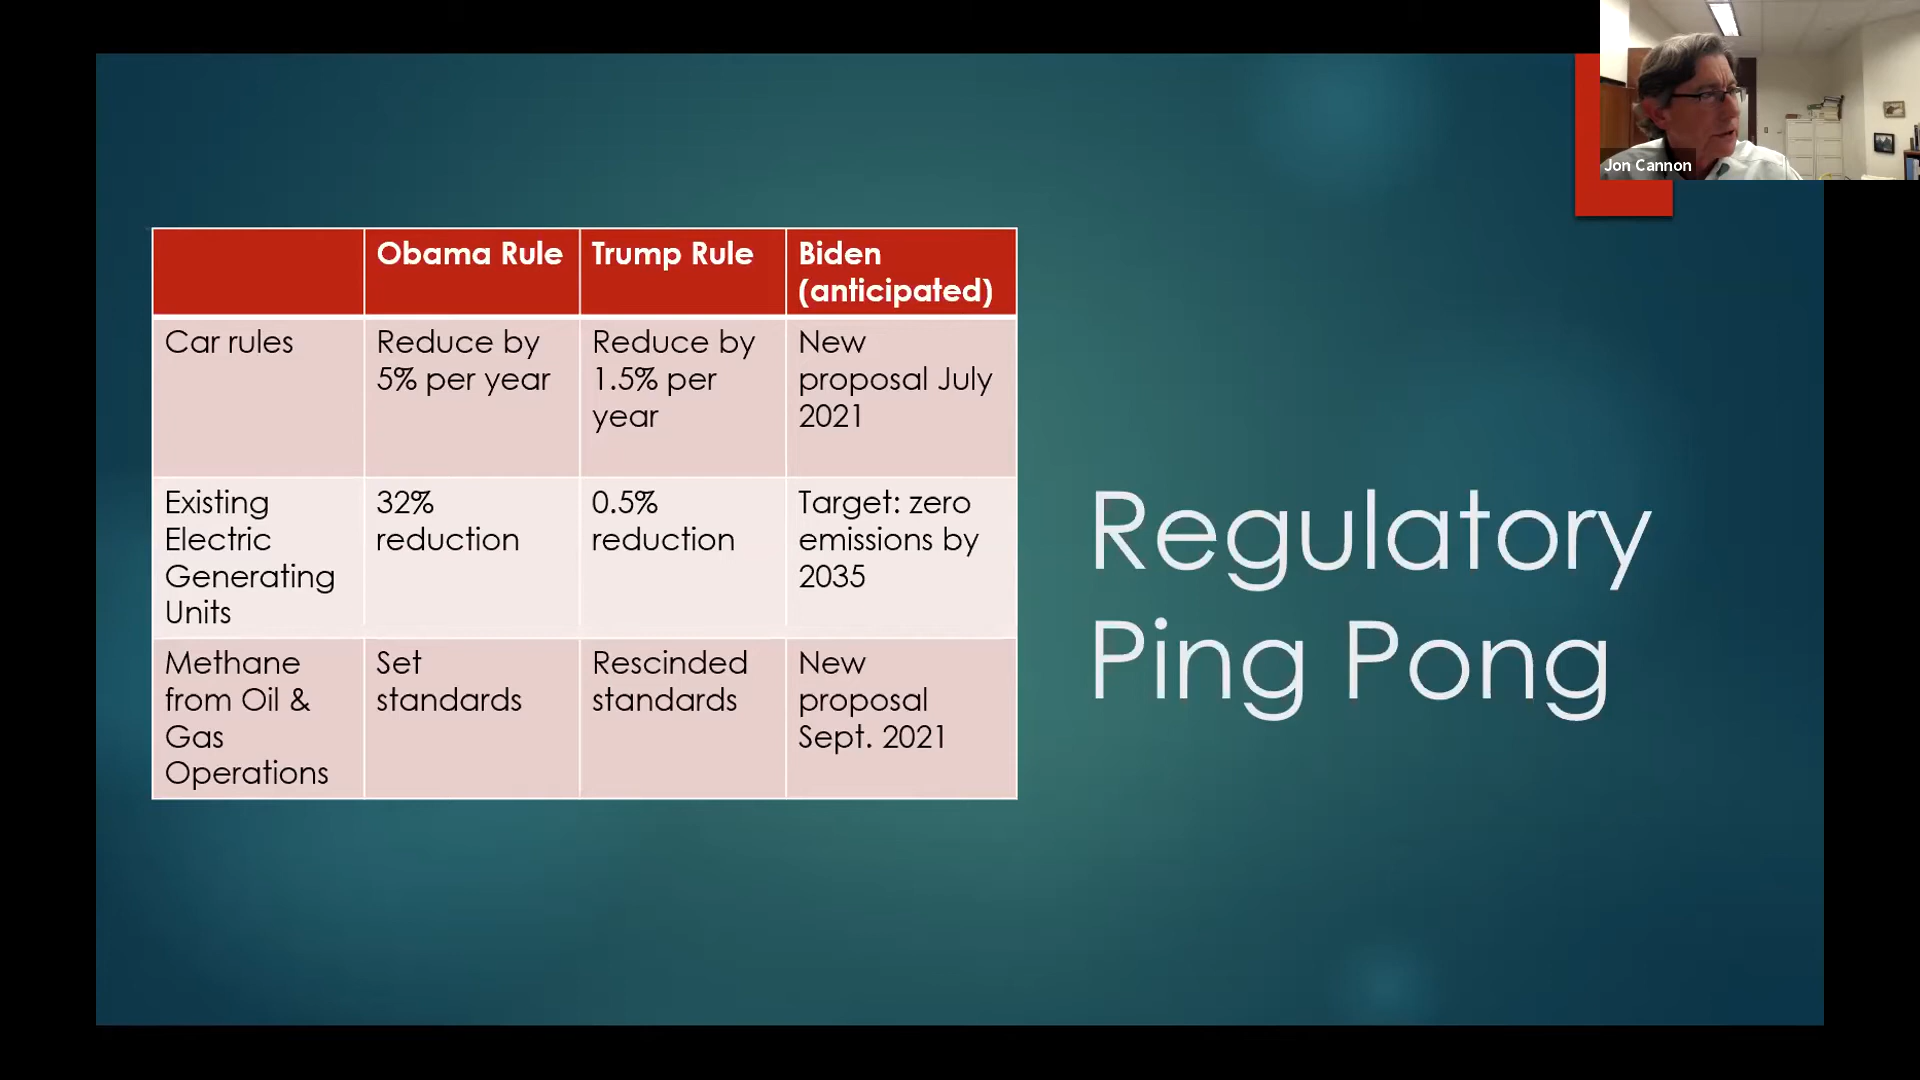 Jon Cannon
Obama Rule
Trump Rule
Biden
(anticipated)
Car rules
Reduce by
5% per year
Reduce by
1.5% per
year
New
proposal July
2021
Existing
Electric
Generating
Units
32%
reduction
0.5%
reduction
Target: zero
emissions by
2035
Methane
from Oil &
Gas
Operations
Set
standards
Rescinded
standards
New
proposal
Sept. 2021
Regulatory
Ping Pong